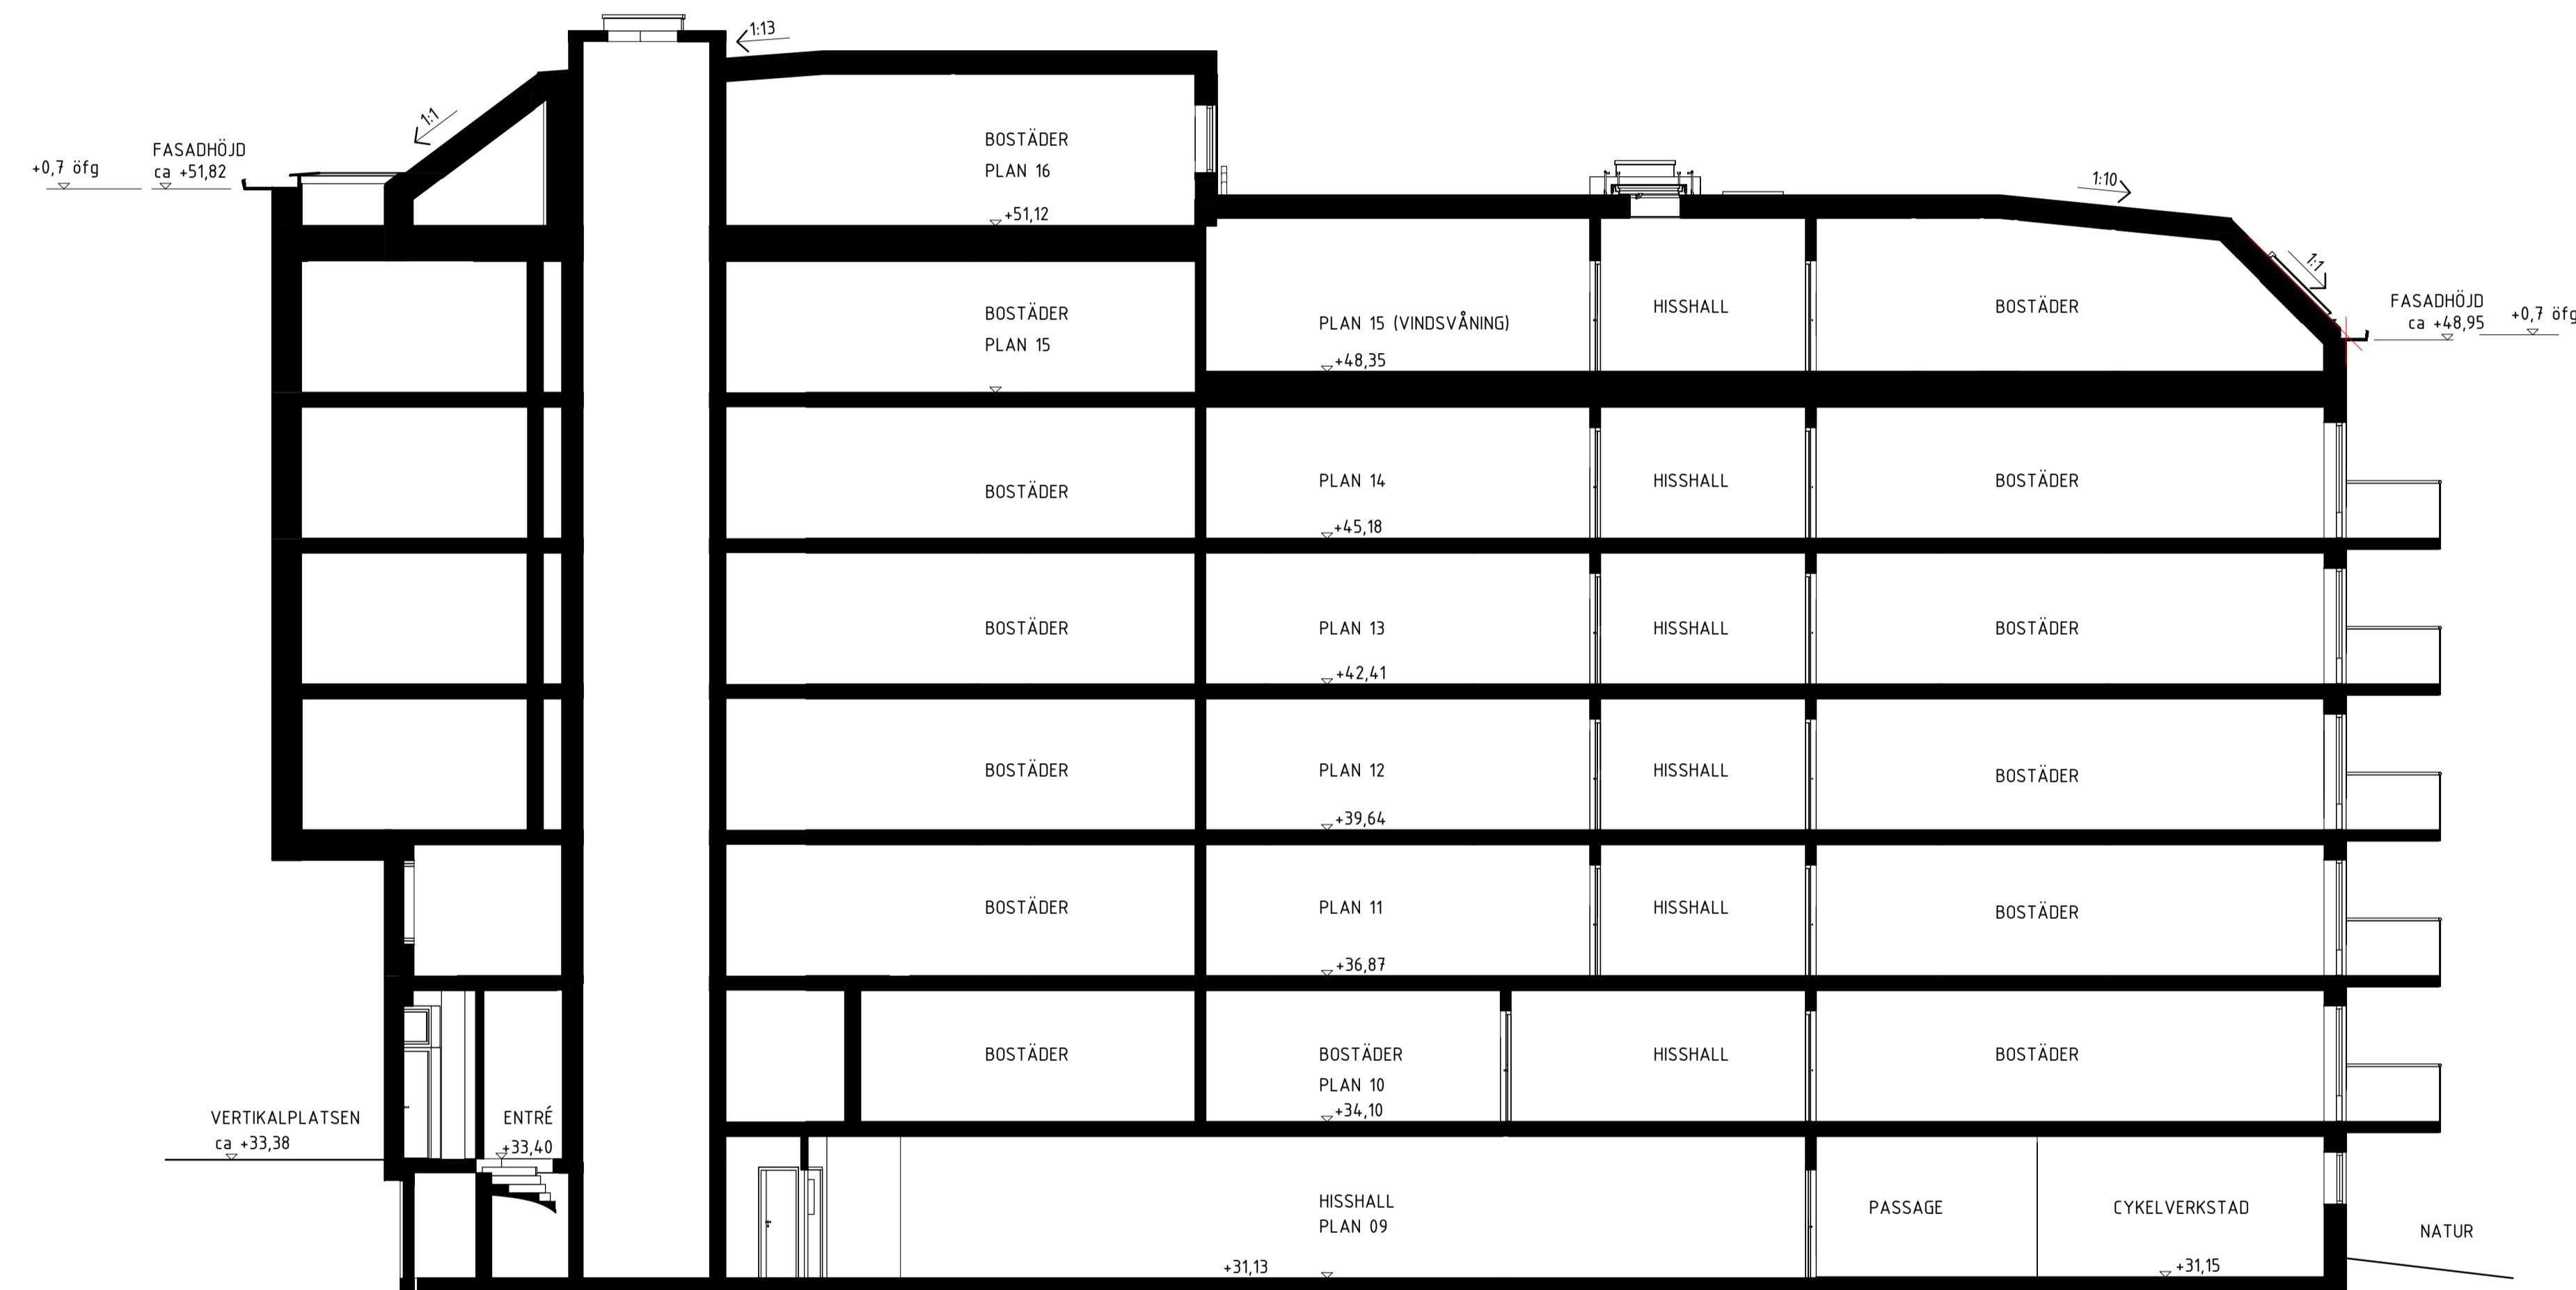 1:13
1:1
FASADHÖJD
ca +51,82
+0,7 öfg
BOSTÄDER
PLAN 16
+51,12
1:10
1:1
FASADHÖJD
ca +48,95
+0,7 öfg
BOSTÄDER
PLAN 15
PLAN 15 (VINDSVÅNING)
+48,35
HISSHALL
BOSTÄDER
BOSTÄDER
PLAN 14
+45,18
HISSHALL
BOSTÄDER
BOSTÄDER
PLAN 13
+42,41
HISSHALL
BOSTÄDER
BOSTÄDER
PLAN 12
+39,64
HISSHALL
BOSTÄDER
BOSTÄDER
PLAN 11
+36,87
HISSHALL
BOSTÄDER
BOSTÄDER
BOSTÄDER
PLAN 10
+34,10
HISSHALL
BOSTÄDER
VERTIKALPLATSEN
ca +33,38
ENTRÉ
+33,40
HISSHALL
PLAN 09
+31,13
PASSAGE
CYKELVERKSTAD
+31,15
NATUR